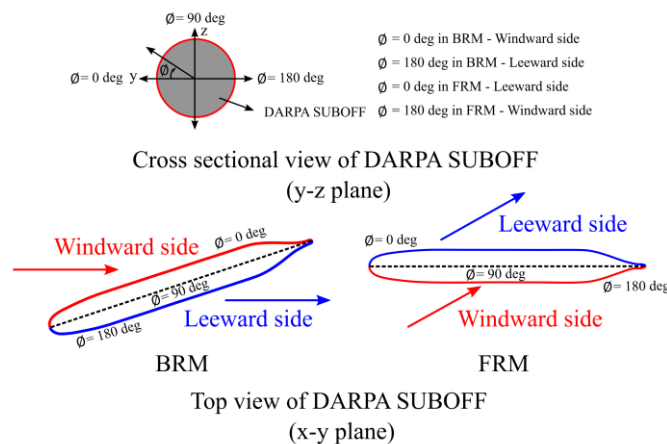 Ø= 90 deg
z
Ø= 0 deg
y
Ø
Ø= 180 deg
DARPA SUBOFF
Ø = 0 deg in BRM - Windward side
Ø = 180 deg in BRM - Leeward side
Ø = 0 deg in FRM - Leeward side
Ø = 180 deg in FRM - Windward side
Cross sectional view of DARPA SUBOFF
(y-z plane)
Windward side
Ø= 0 deg
Ø= 90 deg
Ø= 180 deg
Leeward side
BRM
Leeward side
Ø= 0 deg
Ø= 90 deg
Ø= 180 deg
Windward side
FRM
Top view of DARPA SUBOFF
(x-y plane)